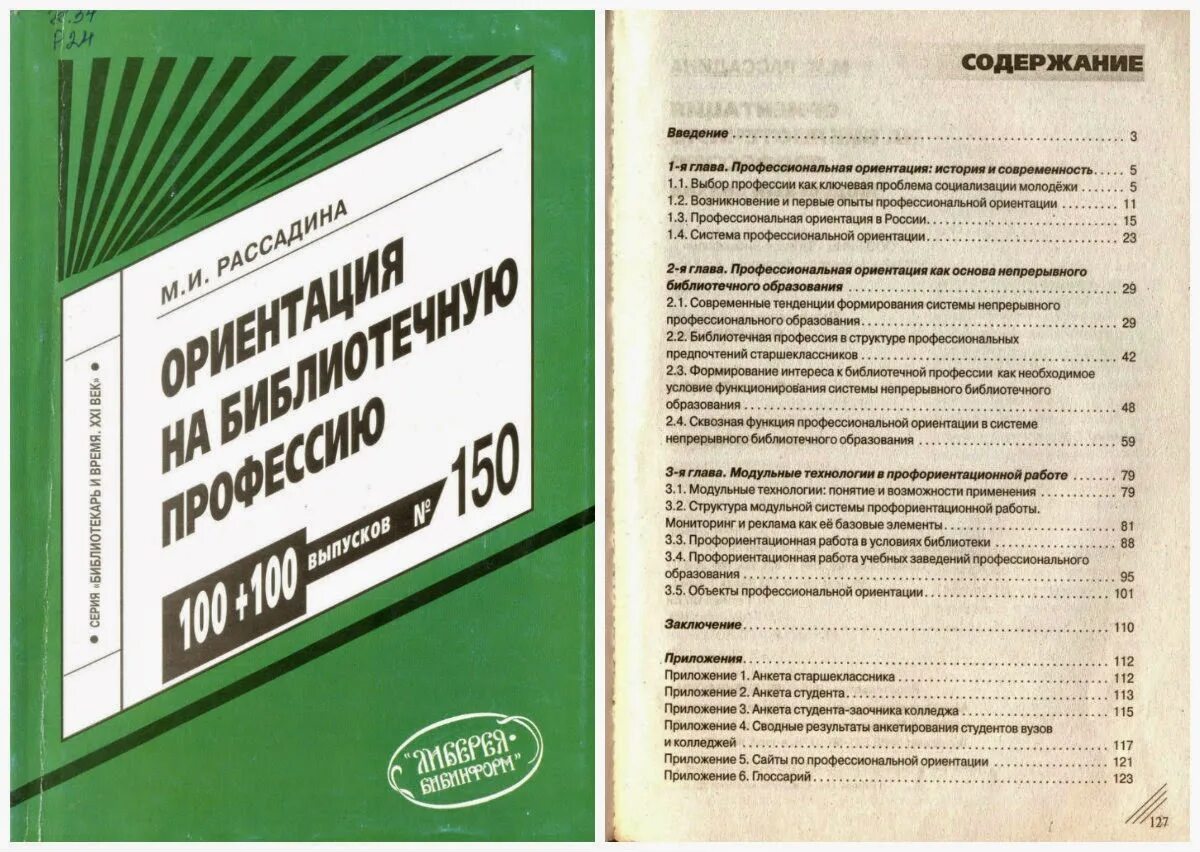 78.34
Р 24
М.И. РАССАДИНА
ОРИЕНТАЦИЯ
НА БИБЛИОТЕЧНУЮ
ПРОФЕССИЮ
100+100 ВЫПУСКОВ № 150
• СЕРИЯ «БИБЛИОТЕКАРЬ И ВРЕМЯ. XXI ВЕК» •
"ЛИБЕРЕЯ-
БИБИНФОРМ"
СОДЕРЖАНИЕ
Введение 3
1-я глава. Профессиональная ориентация: история и современность 5
1.1. Выбор профессии как ключевая проблема социализации молодёжи 5
1.2. Возникновение и первые опыты профессиональной ориентации 11
1.3. Профессиональная ориентация в России 15
1.4. Система профессиональной ориентации 23
2-я глава. Профессиональная ориентация как основа непрерывного
библиотечного образования 29
2.1. Современные тенденции формирования системы непрерывного
профессионального образования 29
2.2. Библиотечная профессия в структуре профессиональных
предпочтений старшеклассников 42
2.3. Формирование интереса к библиотечной профессии как необходимое
условие функционирования системы непрерывного библиотечного
образования 48
2.4. Сквозная функция профессиональной ориентации в системе
непрерывного библиотечного образования 59
3-я глава. Модульные технологии в профориентационной работе 79
3.1. Модульные технологии: понятие и возможности применения 79
3.2. Структура модульной системы профориентационной работы.
Мониторинг и реклама как её базовые элементы 81
3.3. Профориентационная работа в условиях библиотеки 88
3.4. Профориентационная работа учебных заведений профессионального
образования 95
3.5. Объекты профессиональной ориентации 101
Заключение 110
Приложения 112
Приложение 1. Анкета старшеклассника 112
Приложение 2. Анкета студента 113
Приложение 3. Анкета студента-заочника колледжа 115
Приложение 4. Сводные результаты анкетирования студентов вузов
и колледжей 117
Приложение 5. Сайты по профессиональной ориентации 121
Приложение 6. Глоссарий 123
127